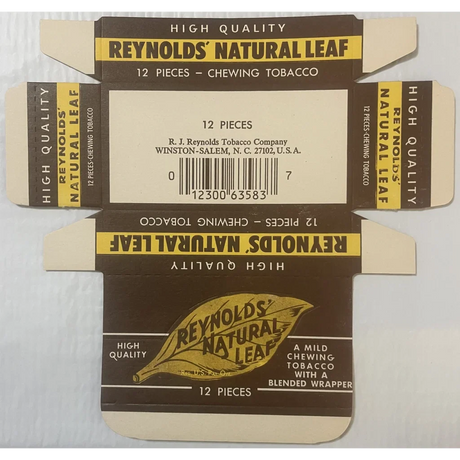 HIGH QUALITY
REYNOLDS' NATURAL LEAF
12 PIECES – CHEWING TOBACCO
HIGH QUALITY
REYNOLDS'
NATURAL LEAF
12 PIECES-CHEWING TOBACCO
12 PIECES
R. J. Reynolds Tobacco Company
WINSTON-SALEM, N. C. 27102, U.S.A.
0 12300 63583 7
HIGH QUALITY
REYNOLDS'
NATURAL LEAF
12 PIECES-CHEWING TOBACCO
12 PIECES – CHEWING TOBACCO
REYNOLDS' NATURAL LEAF
HIGH QUALITY
REYNOLDS'
NATURAL
LEAF
HIGH
QUALITY
12 PIECES
A MILD
CHEWING
TOBACCO
WITH A
BLENDED WRAPPER